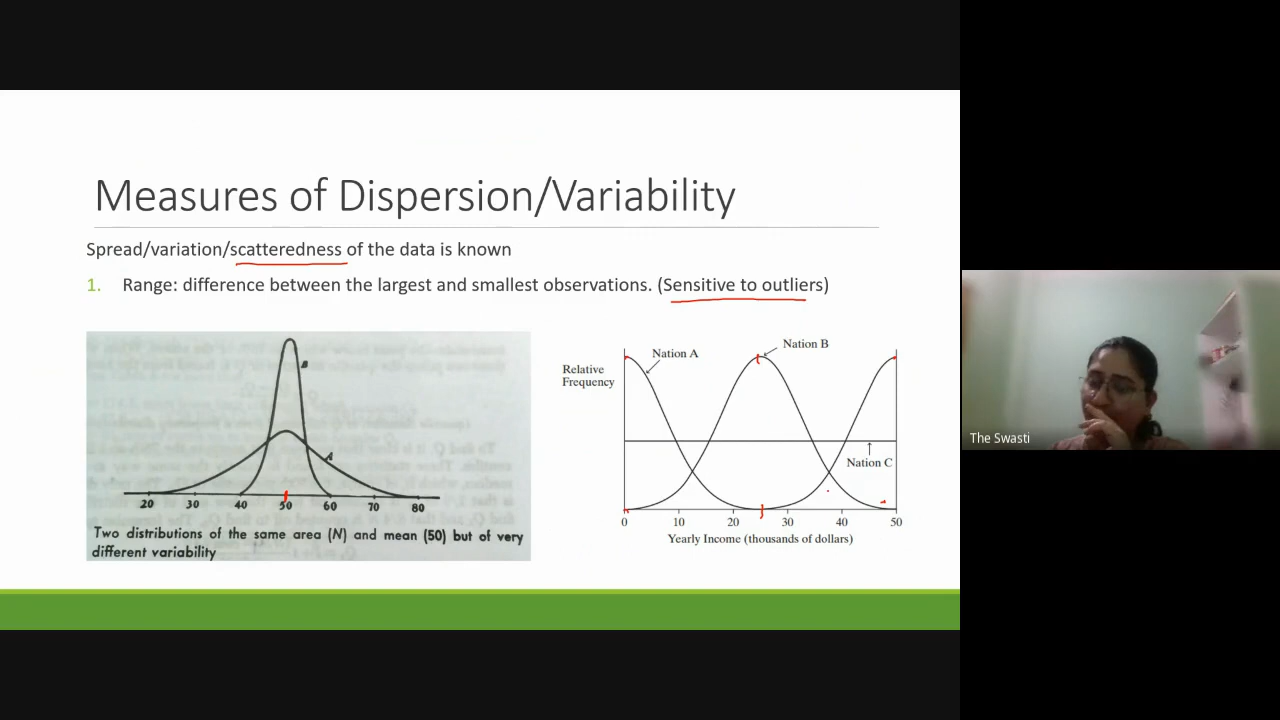 Measures of Dispersion/Variability
Spread/variation/scatteredness of the data is known
1. Range: difference between the largest and smallest observations. (Sensitive to outliers)
B
A
20 30 40 50 60 70 80
Two distributions of the same area (N) and mean (50) but of very
different variability
Nation A
Nation B
Relative
Frequency
Nation C
0 10 20 30 40 50
Yearly Income (thousands of dollars)
The Swasti